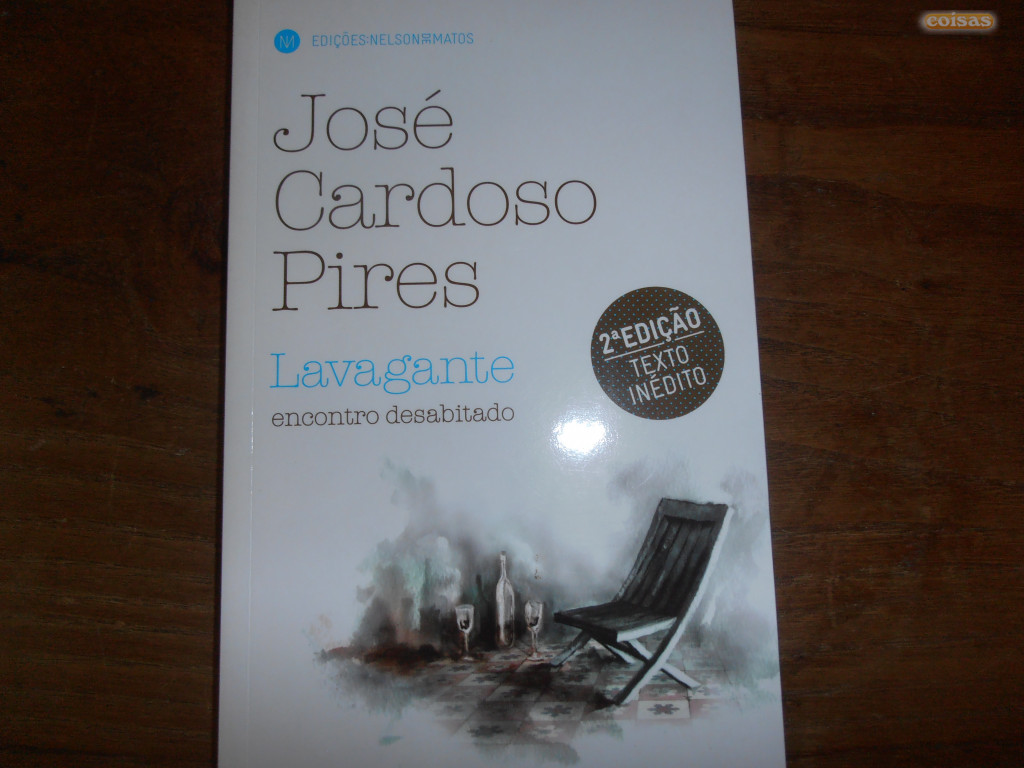 EDIÇÕES:NELSON DE MATOS
José
Cardoso
Pires
Lavagante
encontro desabitado
2ª EDIÇÃO
TEXTO
INÉDITO
coisas